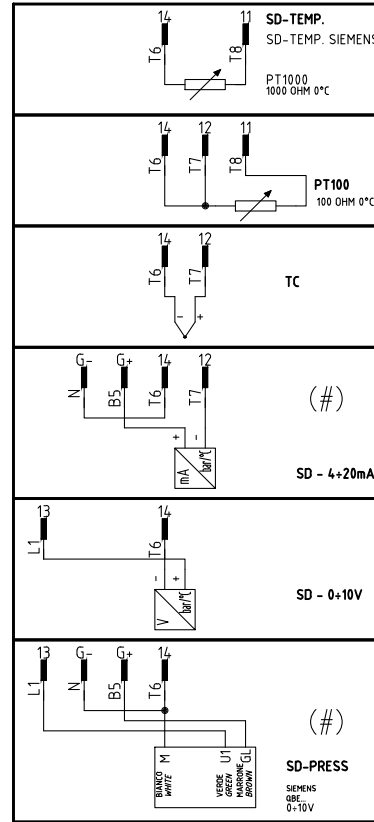 14 11 SD-TEMP.
SD-TEMP. SIEMENS
T6 T8
PT1000
1000 OHM 0°C
14 12 11
T6 T7 T8
PT100
100 OHM 0°C
14 12
T6 T7
TC
- +
G- G+ 14 12
N B5 T6 T7
(#)
+ -
mA bar/°C
SD - 4÷20mA
13 14
L1 T6
- +
V bar/°C
SD - 0÷10V
13 G- G+ 14
L1 N B5 T6
(#)
M U1 GL
BIANCO VERDE MARRONE
WHITE GREEN BROWN
SD-PRESS
SIEMENS
QBE...
0÷10V